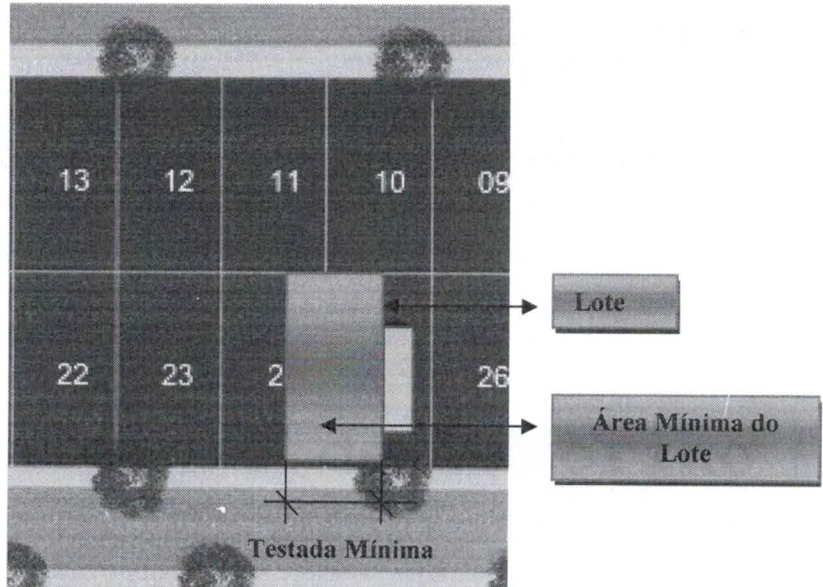 13 12 11 10 09
Lote
22 23 2 26
Área Mínima do
Lote
Testada Mínima